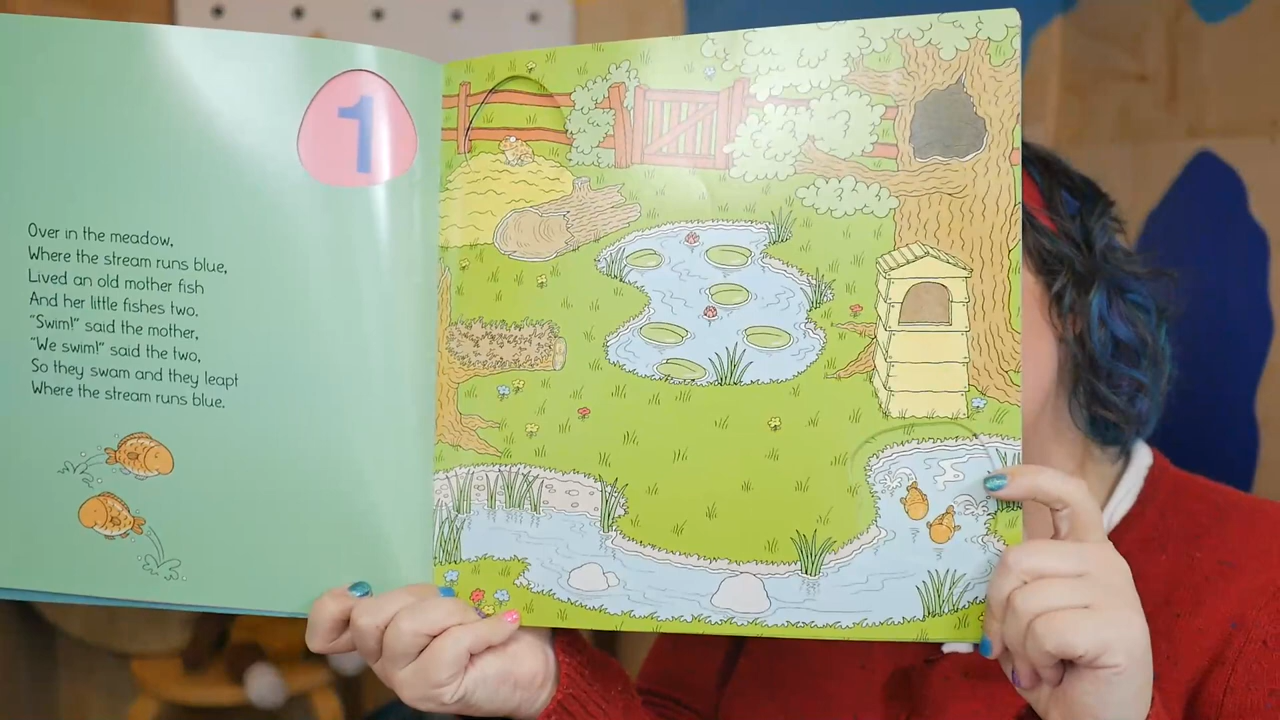 1
Over in the meadow,
Where the stream runs blue,
Lived an old mother fish
And her little fishes two.
"Swim!" said the mother,
"We swim!" said the two,
So they swam and they leapt
Where the stream runs blue.